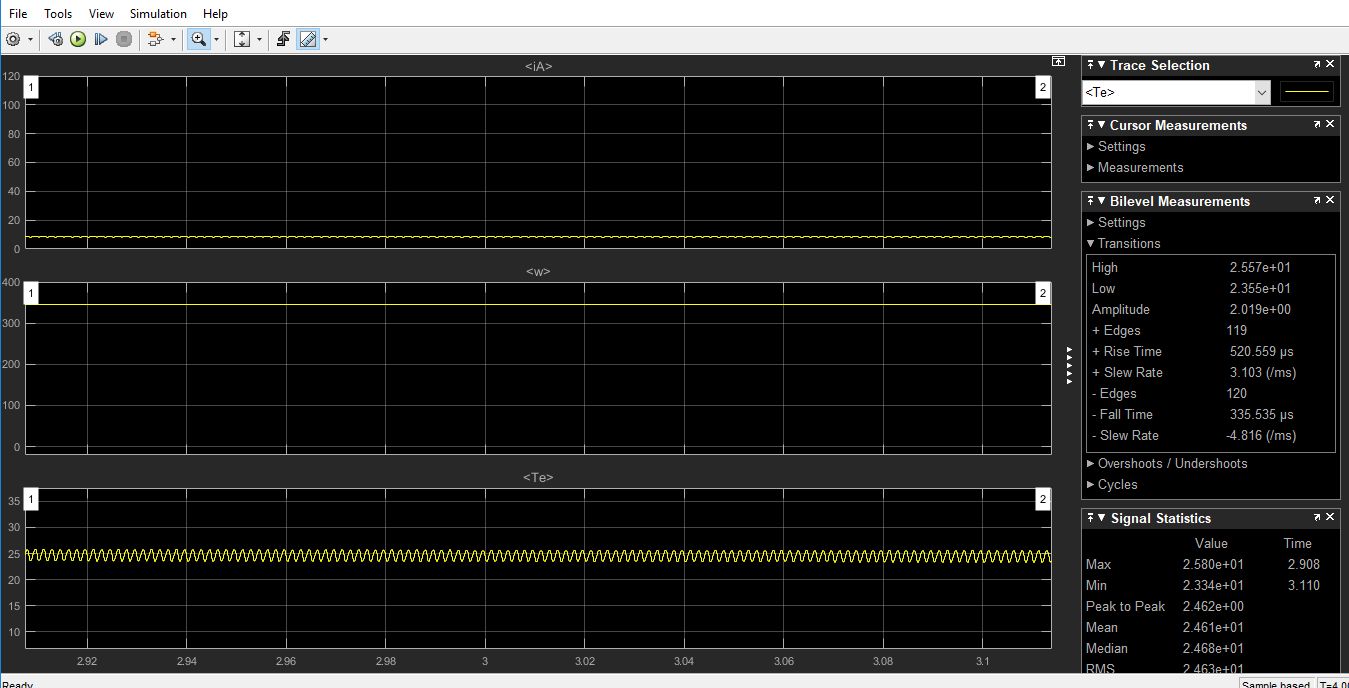 File Tools View Simulation Help
<iA>
120
100
80
60
40
20
0
1
2
<w>
400
300
200
100
0
1
2
<Te>
35
30
25
20
15
10
1
2
2.92 2.94 2.96 2.98 3 3.02 3.04 3.06 3.08 3.1
Trace Selection
<Te>
Cursor Measurements
Settings
Measurements
Bilevel Measurements
Settings
Transitions
High 2.557e+01
Low 2.355e+01
Amplitude 2.019e+00
+ Edges 119
+ Rise Time 520.559 µs
+ Slew Rate 3.103 (/ms)
- Edges 120
- Fall Time 335.535 µs
- Slew Rate -4.816 (/ms)
Overshoots / Undershoots
Cycles
Signal Statistics
Value Time
Max 2.580e+01 2.908
Min 2.334e+01 3.110
Peak to Peak 2.462e+00
Mean 2.461e+01
Median 2.468e+01
RMS 2.463e+01
Ready Sample based T=4.00